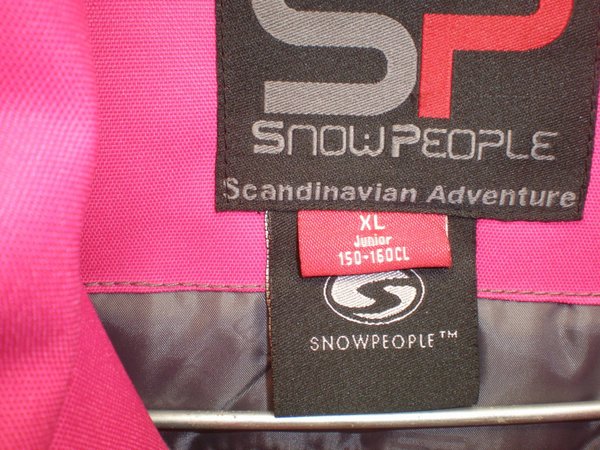 SP
SNOWPEOPLE
Scandinavian Adventure
XL
Junior
150-160CL
SNOWPEOPLE™